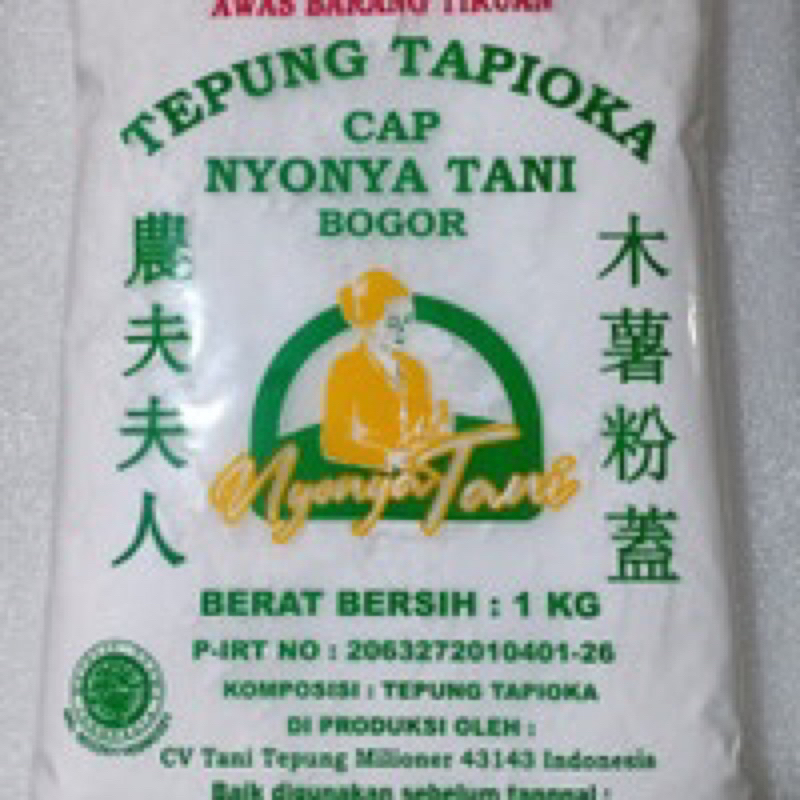 AWAS BARANG TIRUAN
TEPUNG TAPIOKA
CAP
NYONYA TANI
BOGOR
農夫夫人
木薯粉蓋
Nyonya Tani
BERAT BERSIH : 1 KG
P-IRT NO : 2063272010401-26
KOMPOSISI : TEPUNG TAPIOKA
DI PRODUKSI OLEH :
CV Tani Tepung Milioner 43143 Indonesia
Baik digunakan sebelum tanggal :